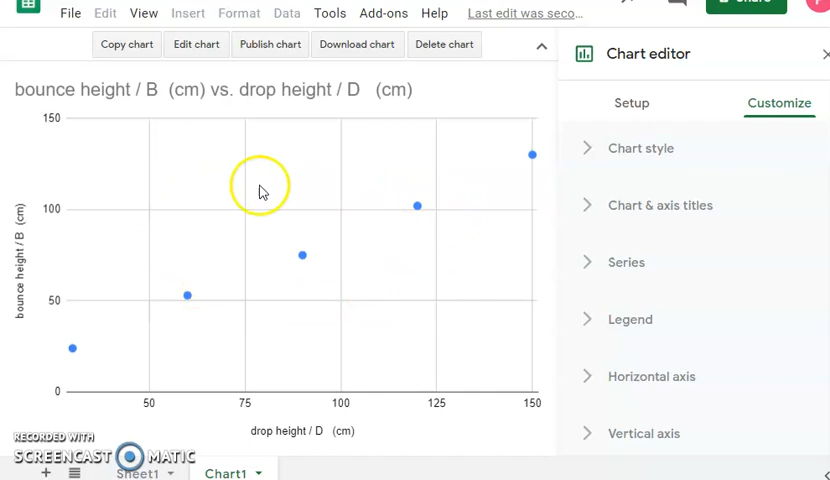 Share
File Edit View Insert Format Data Tools Add-ons Help Last edit was seco...
Copy chart Edit chart Publish chart Download chart Delete chart
Chart editor
Setup Customize
bounce height / B (cm) vs. drop height / D (cm)
Chart style
Chart & axis titles
Series
Legend
Horizontal axis
Vertical axis
150
100
50
0
bounce height / B (cm)
50 75 100 125 150
drop height / D (cm)
RECORDED WITH
SCREENCAST MATIC
Sheet1 Chart1